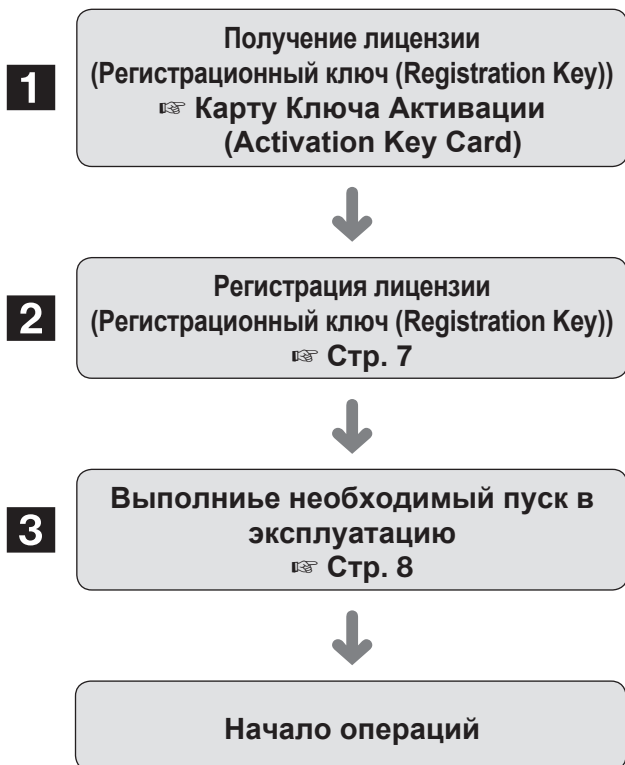 1
Получение лицензии
(Регистрационный ключ (Registration Key))
☞ Карту Ключа Активации
(Activation Key Card)
2
Регистрация лицензии
(Регистрационный ключ (Registration Key))
☞ Стр. 7
3
Выполниье необходимый пуск в
эксплуатацию
☞ Стр. 8
Начало операций